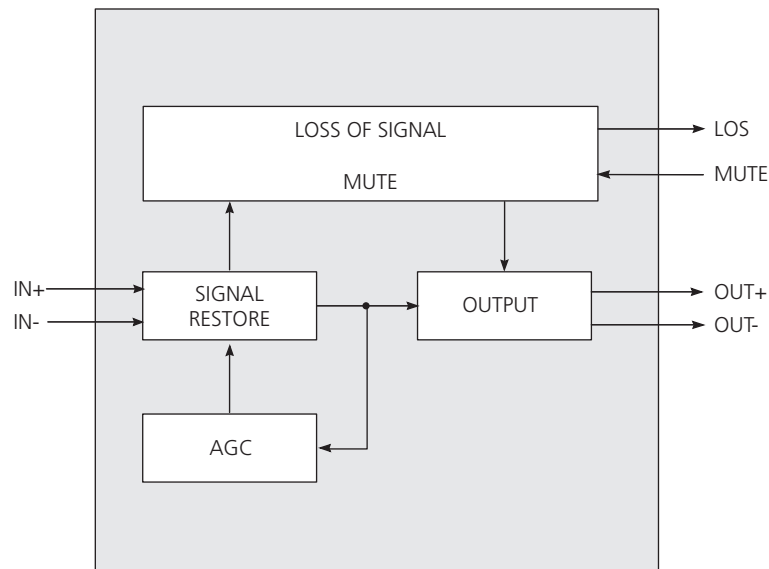 LOSS OF SIGNAL
LOS
MUTE
MUTE
IN+
IN-
SIGNAL
RESTORE
OUTPUT
OUT+
OUT-
AGC